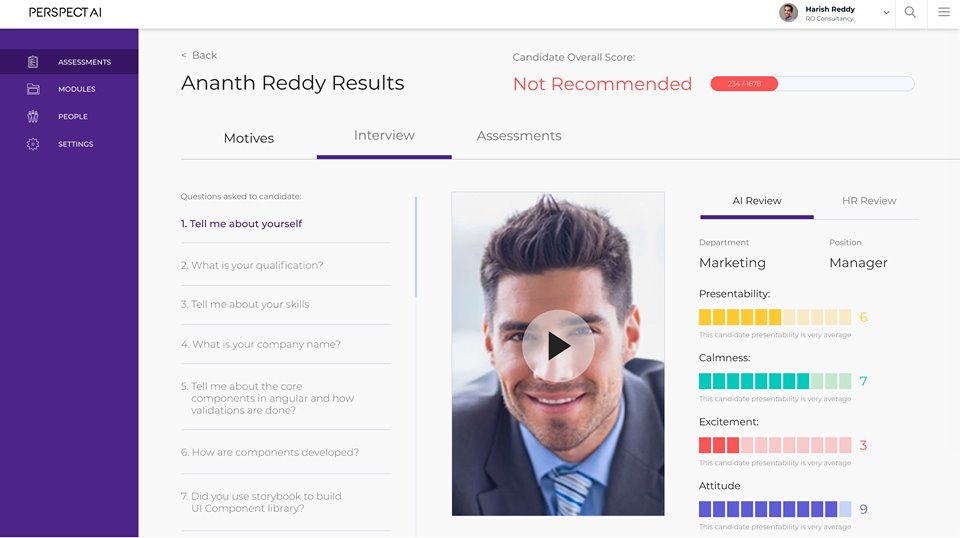 PERSPECT AI
Harish Reddy
RO Consultancy
ASSESSMENTS
MODULES
PEOPLE
SETTINGS
< Back
Ananth Reddy Results
Candidate Overall Score:
Not Recommended
234 / 1678
Motives
Interview
Assessments
Questions asked to candidate:
1. Tell me about yourself
2. What is your qualification?
3. Tell me about your skills
4. What is your company name?
5. Tell me about the core
components in angular and how
validations are done?
6. How are components developed?
7. Did you use storybook to build
UI Component library?
AI Review
HR Review
Department
Position
Marketing
Manager
Presentability:
6
This candidate presentability is very average
Calmness:
7
This candidate presentability is very average
Excitement:
3
This candidate presentability is very average
Attitude
9
This candidate presentability is very average